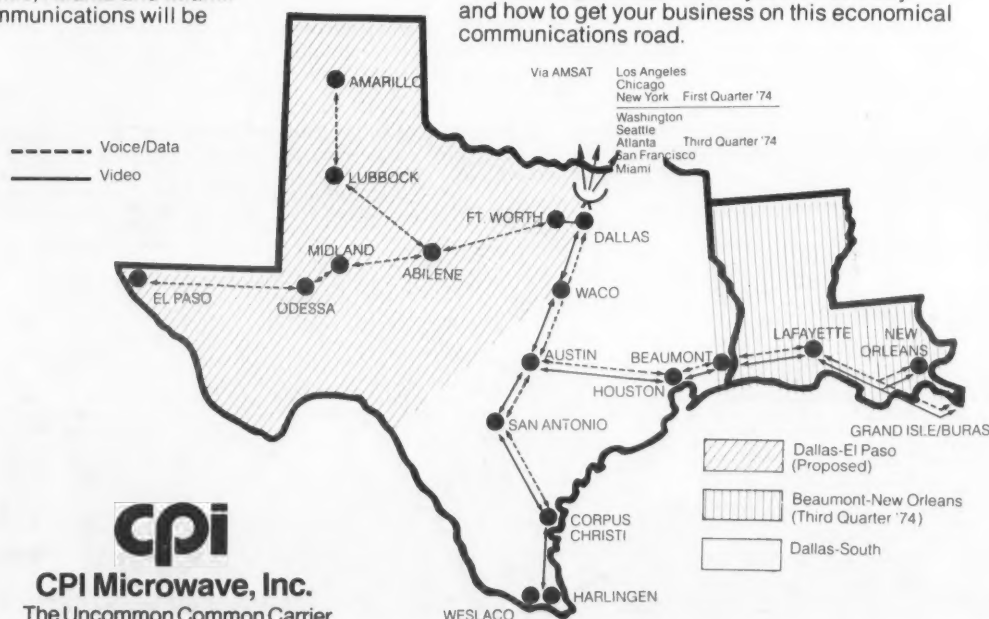 mmunications will be
and how to get your business on this economical
communications road.
Via AMSAT
Los Angeles
Chicago
New York First Quarter '74
Washington
Seattle
Atlanta Third Quarter '74
San Francisco
Miami
Voice/Data
Video
AMARILLO
LUBBOCK
FT. WORTH
DALLAS
MIDLAND
ABILENE
EL PASO
ODESSA
WACO
AUSTIN
BEAUMONT
HOUSTON
LAFAYETTE
NEW
ORLEANS
SAN ANTONIO
GRAND ISLE/BURAS
Dallas-El Paso
(Proposed)
Beaumont-New Orleans
(Third Quarter '74)
Dallas-South
CORPUS
CHRISTI
HARLINGEN
WESLACO
cpi
CPI Microwave, Inc.
The Uncommon Common Carrier